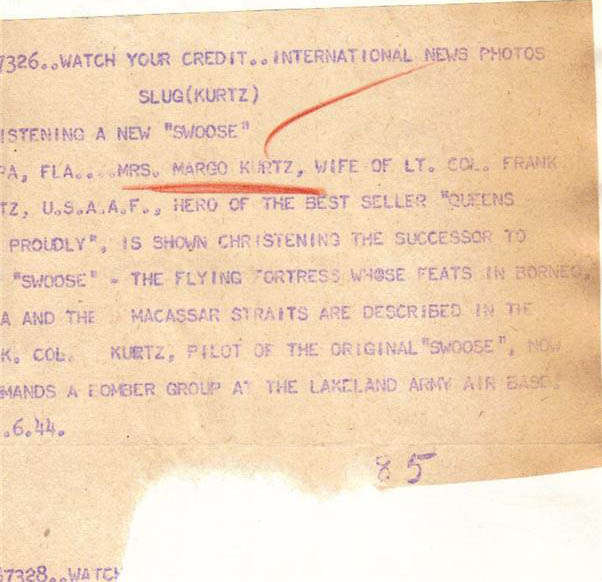 7326..WATCH YOUR CREDIT..INTERNATIONAL NEWS PHOTOS
SLUG(KURTZ)
ISTENING A NEW "SWOOSE"
PA, FLA....MRS. MARGO KURTZ, WIFE OF LT. COL. FRANK
TZ, U.S.A.A.F., HERO OF THE BEST SELLER "QUEENS
PROUDLY", IS SHOWN CHRISTENING THE SUCCESSOR TO
"SWOOSE" - THE FLYING FORTRESS WHOSE FEATS IN BORNEO,
A AND THE MACASSAR STRAITS ARE DESCRIBED IN THE
K. COL. KURTZ, PILOT OF THE ORIGINAL "SWOOSE", NOW
MANDS A BOMBER GROUP AT THE LAKELAND ARMY AIR BASE.
.6.44.
85
7328..WATCH